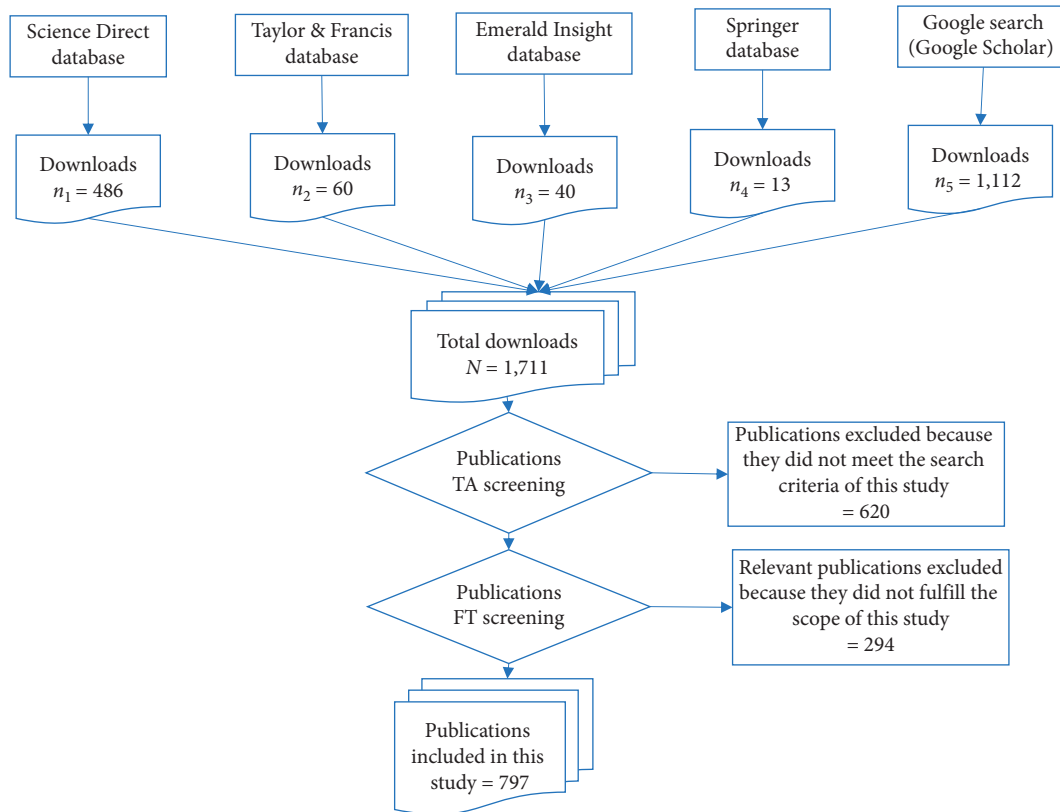 Science Direct
database
Taylor & Francis
database
Emerald Insight
database
Springer
database
Google search
(Google Scholar)
Downloads
n₁ = 486
Downloads
n₂ = 60
Downloads
n₃ = 40
Downloads
n₄ = 13
Downloads
n₅ = 1,112
Total downloads
N = 1,711
Publications
TA screening
Publications excluded because
they did not meet the search
criteria of this study
= 620
Publications
FT screening
Relevant publications excluded
because they did not fulfill the
scope of this study
= 294
Publications
included in this
study = 797